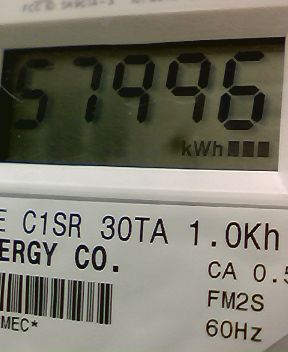 57996
kWh
E C1SR 30TA 1.0Kh
ERGY CO.
CA 0.5
FM2S
MEC*
60Hz